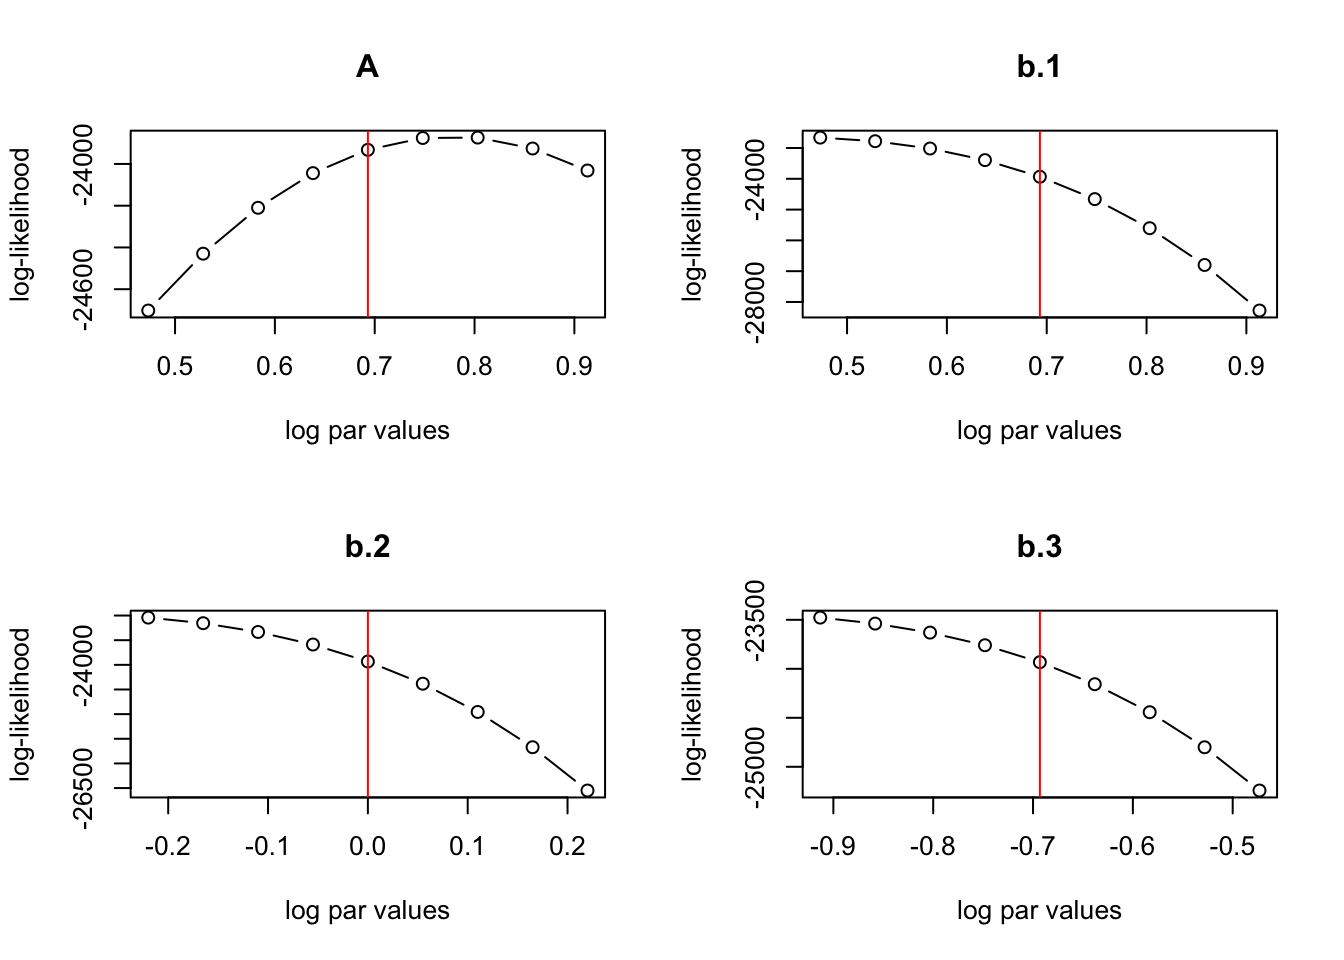 A
log-likelihood
-24000
-24600
0.5 0.6 0.7 0.8 0.9
log par values
b.1
log-likelihood
-24000
-28000
0.5 0.6 0.7 0.8 0.9
log par values
b.2
log-likelihood
-24000
-26500
-0.2 -0.1 0.0 0.1 0.2
log par values
b.3
log-likelihood
-23500
-25000
-0.9 -0.8 -0.7 -0.6 -0.5
log par values